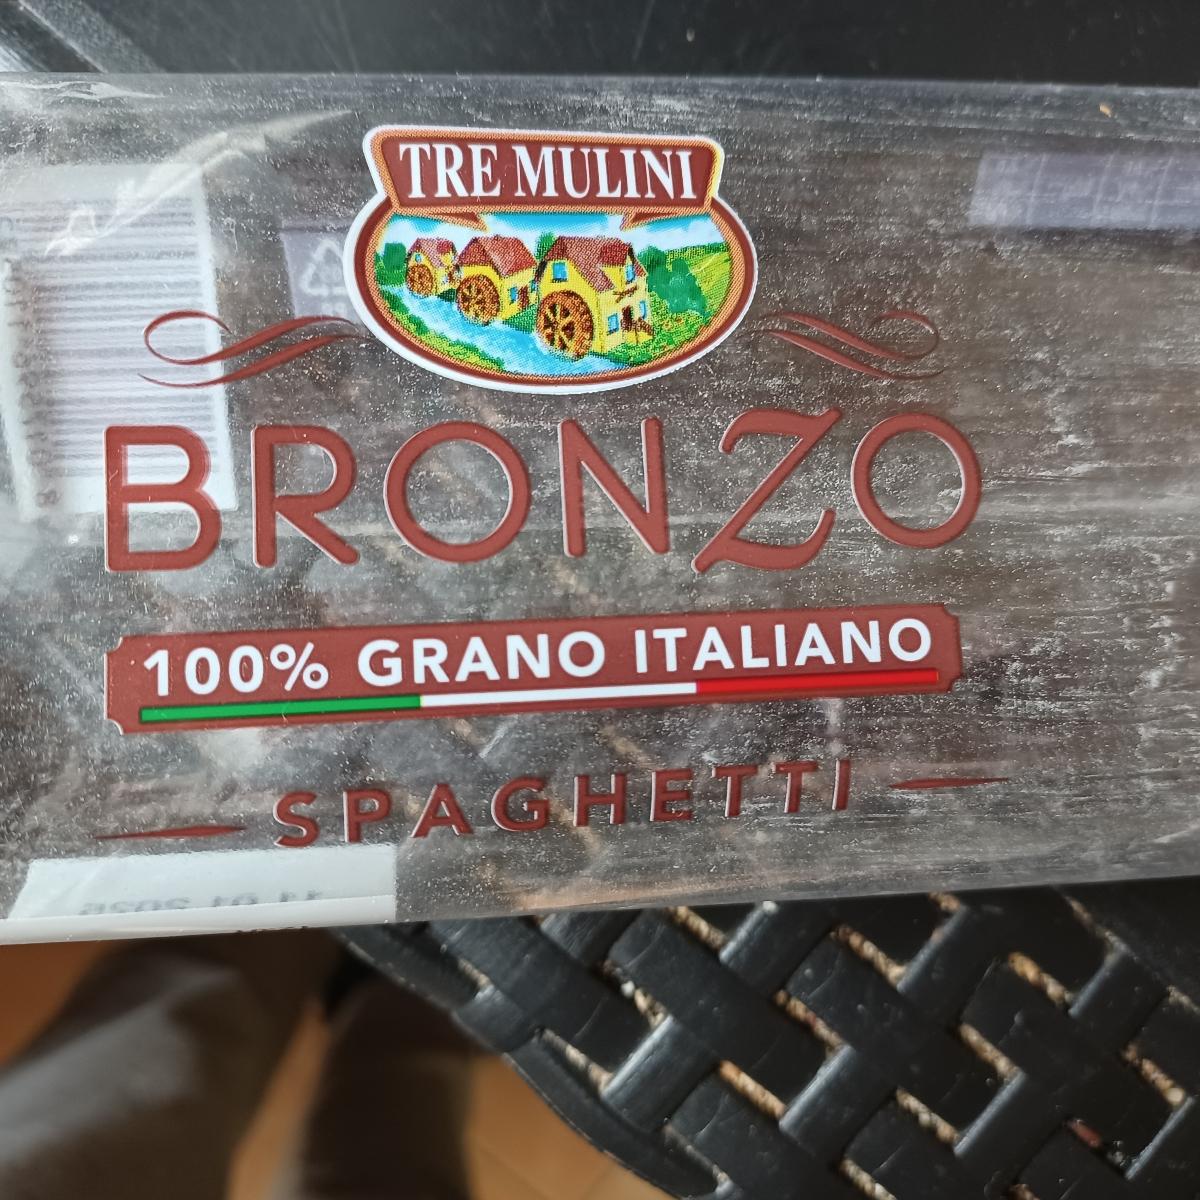 TRE MULINI
BRONZO
100% GRANO ITALIANO
SPAGHETTI